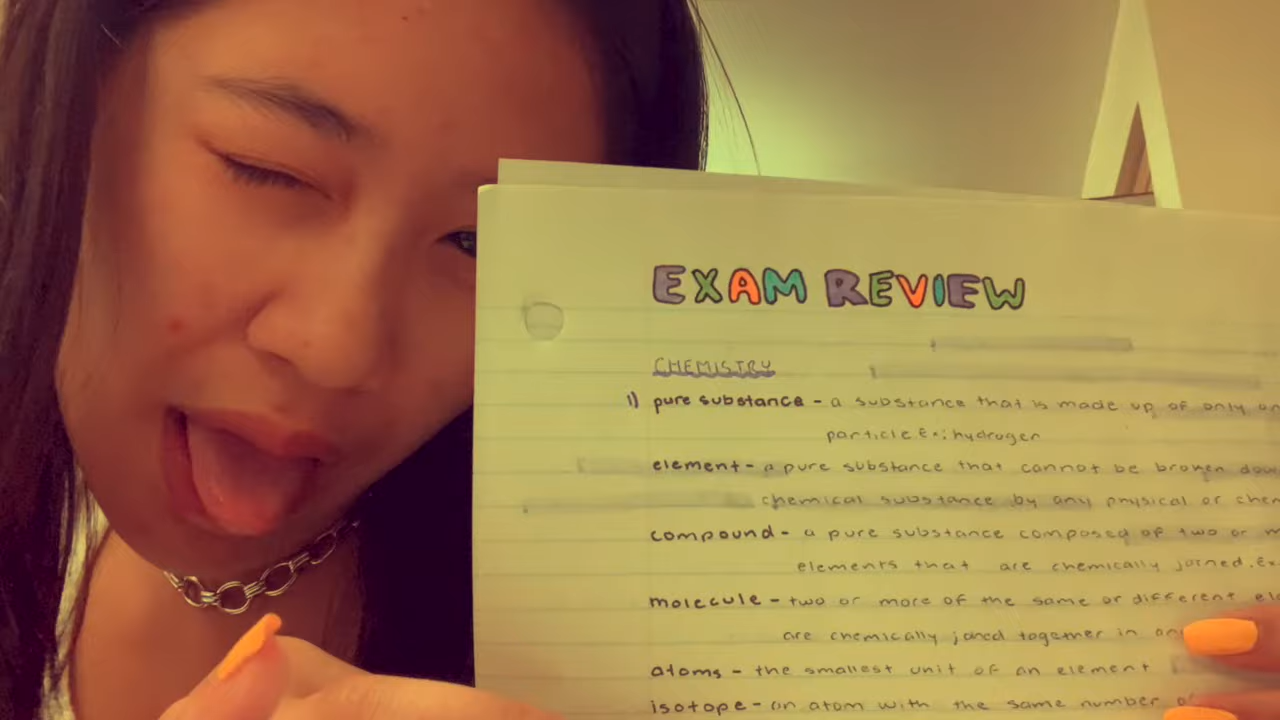 EXAM REVIEW
CHEMISTRY
1) pure substance - a substance that is made up of only
particle. Ex: hydrogen
element - a pure substance that cannot be broken
chemical substance by any physical or
compound - a pure substance composed of two or
elements that are chemically joined. Ex
molecule - two or more of the same or different
are chemically joined together in
atoms - the smallest unit of an element
isotope - an atom with the same number of